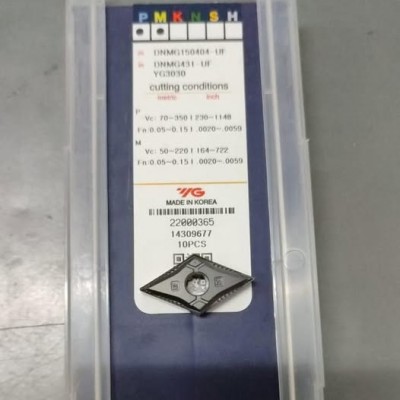 P M K N S H
DNMG150404-UF
DNMG431-UF
YG3030
cutting conditions
metric inch
P
Vc: 70-350 | 230-1148
Fn: 0.05-0.15 | .0020-.0059
M
Vc: 50-220 | 164-722
Fn: 0.05-0.15 | .0020-.0059
YG
MADE IN KOREA
22000365
14309677
10PCS